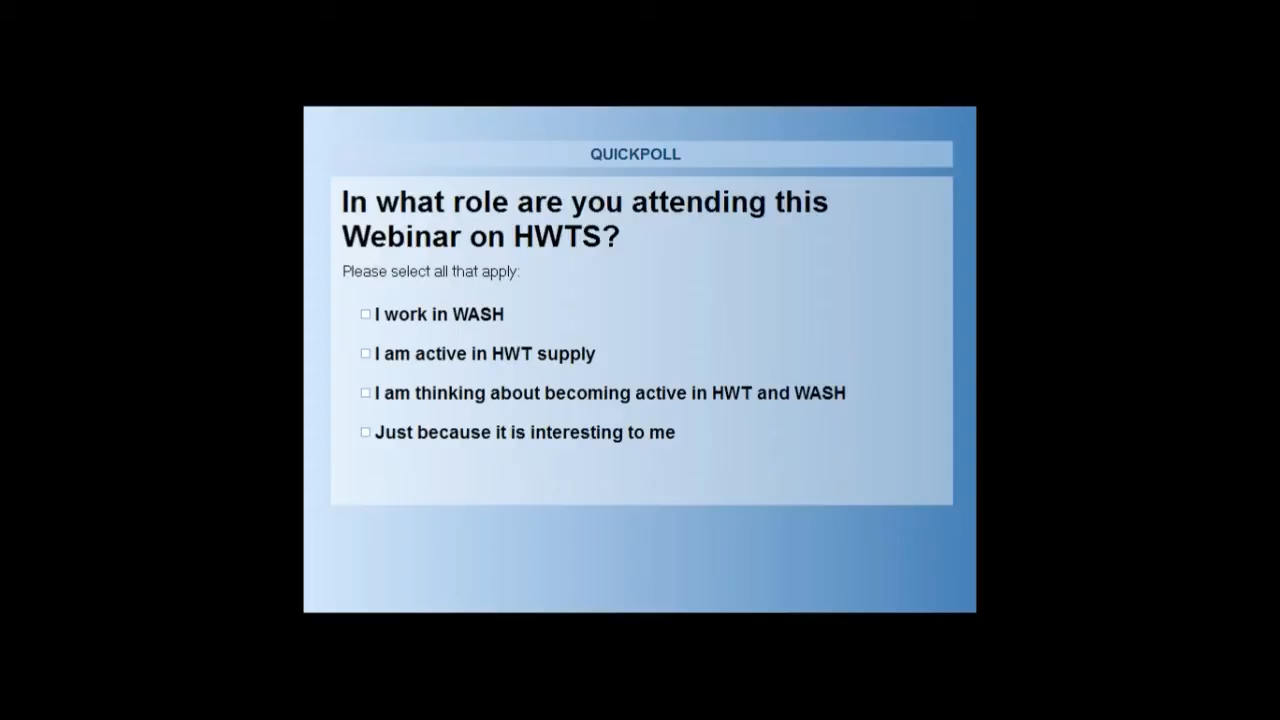 QUICKPOLL
In what role are you attending this
Webinar on HWTS?
Please select all that apply:
I work in WASH
I am active in HWT supply
I am thinking about becoming active in HWT and WASH
Just because it is interesting to me